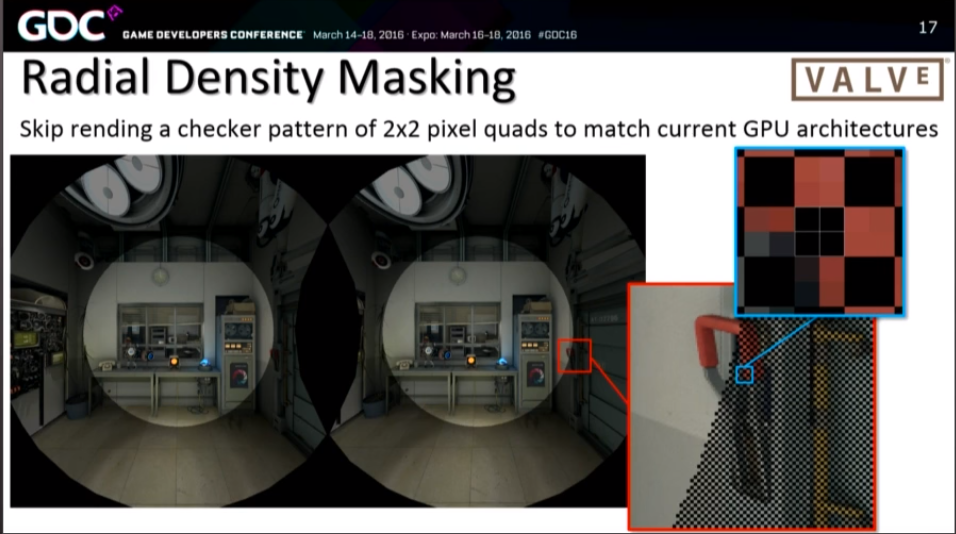 GDC GAME DEVELOPERS CONFERENCE March 14-18, 2016 · Expo: March 16-18, 2016 #GDC16 17
Radial Density Masking
VALVE
Skip rending a checker pattern of 2x2 pixel quads to match current GPU architectures